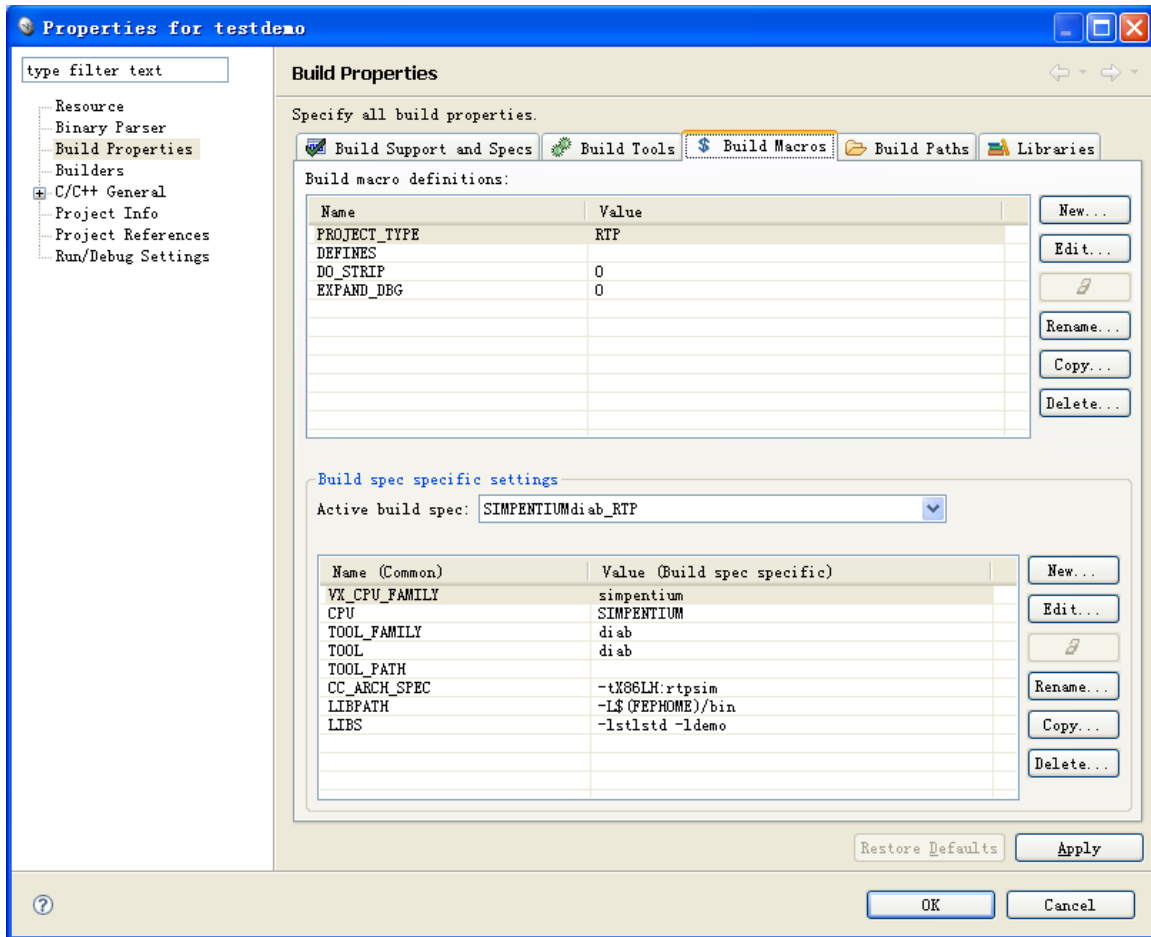 Properties for testdemo
type filter text
Build Properties
Resource
Binary Parser
Build Properties
Builders
C/C++ General
Project Info
Project References
Run/Debug Settings
Specify all build properties.
Build Support and Specs Build Tools $ Build Macros Build Paths Libraries
Build macro definitions:
Name Value
PROJECT_TYPE RTP
DEFINES
DO_STRIP 0
EXPAND_DBG 0
New...
Edit...
Rename...
Copy...
Delete...
Build spec specific settings
Active build spec: SIMPENTIUMdiab_RTP
Name (Common) Value (Build spec specific)
VX_CPU_FAMILY simpentium
CPU SIMPENTIUM
TOOL_FAMILY diab
TOOL diab
TOOL_PATH
CC_ARCH_SPEC -tX86LH:rtpsim
LIBPATH -L$(FEPHOME)/bin
LIBS -lstlstd -ldemo
New...
Edit...
Rename...
Copy...
Delete...
Restore Defaults Apply
? OK Cancel